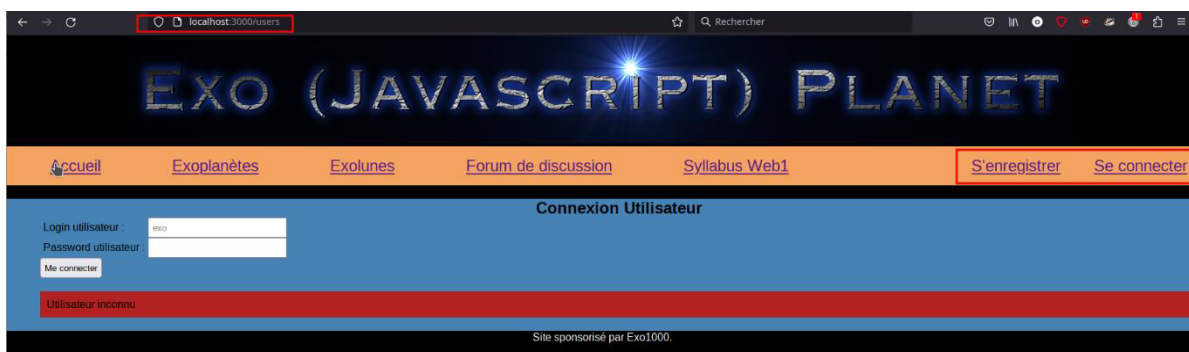 localhost:3000/users
Rechercher
EXO (JAVASCRIPT) PLANET
Accueil Exoplanètes Exolunes Forum de discussion Syllabus Web1 S'enregistrer Se connecter
Connexion Utilisateur
Login utilisateur : exo
Password utilisateur :
Me connecter
Utilisateur inconnu
Site sponsorisé par Exo1000.